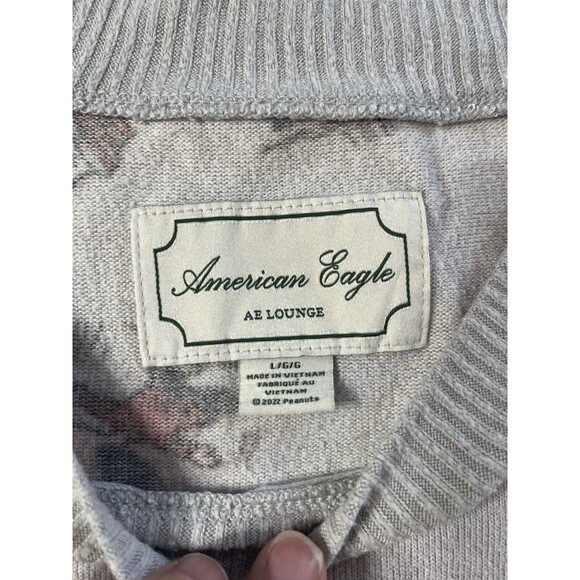 American Eagle
AE LOUNGE
L/G/G
MADE IN VIETNAM
FABRIQUÉ AU
VIETNAM
©2022 Peanuts